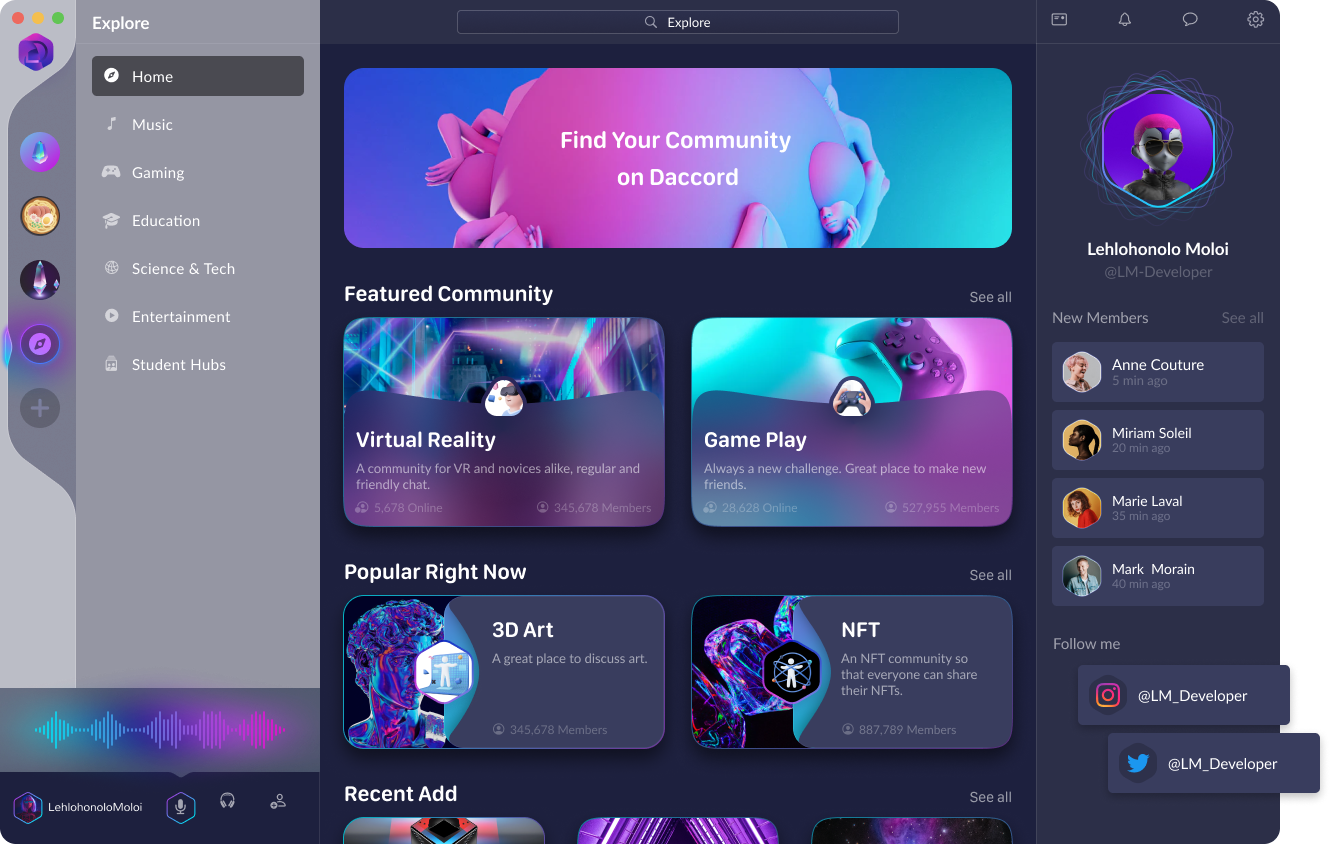 Explore
Home
Music
Gaming
Education
Science & Tech
Entertainment
Student Hubs
LehlohonoloMoloi
Explore
Find Your Community
on Daccord
Featured Community
See all
Virtual Reality
A community for VR and novices alike, regular and
friendly chat.
5,678 Online
345,678 Members
Game Play
Always a new challenge. Great place to make new
friends.
28,628 Online
527,955 Members
Popular Right Now
See all
3D Art
A great place to discuss art.
345,678 Members
NFT
An NFT community so
that everyone can share
their NFTs.
887,789 Members
Recent Add
See all
Lehlohonolo Moloi
@LM-Developer
New Members
See all
Anne Couture
5 min ago
Miriam Soleil
20 min ago
Marie Laval
35 min ago
Mark  Morain
40 min ago
Follow me
@LM_Developer
@LM_Developer